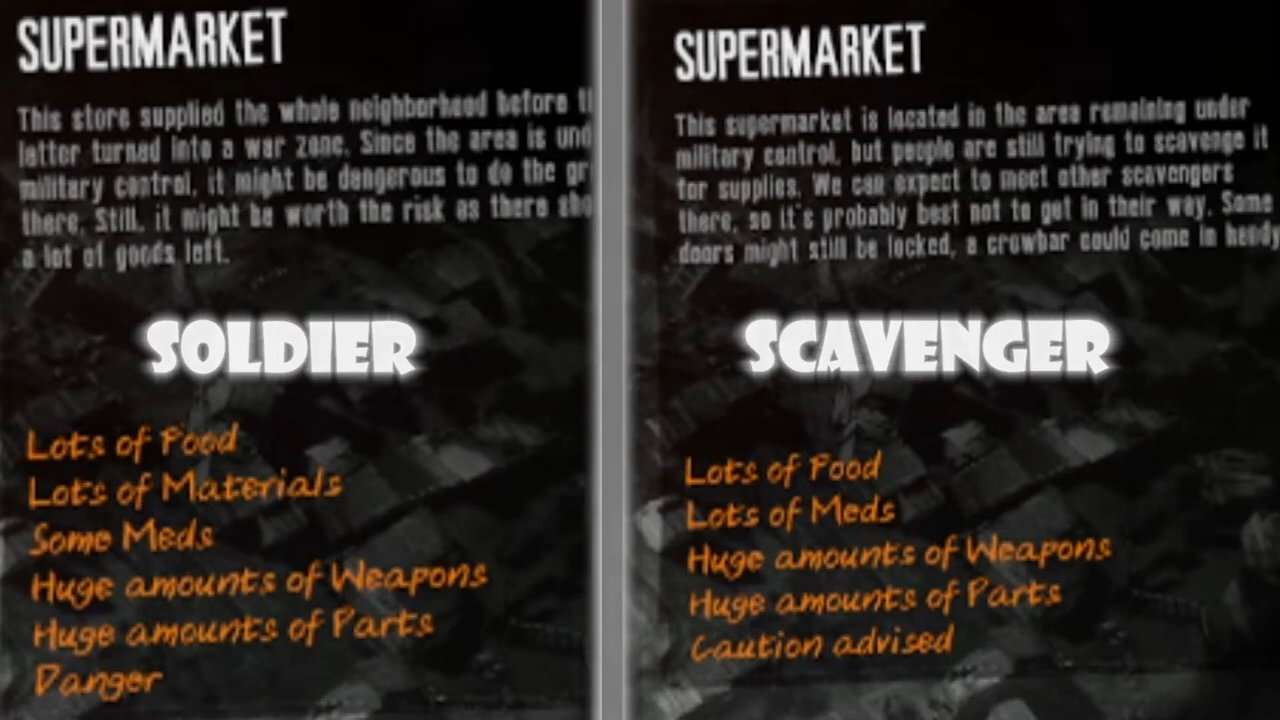 SUPERMARKET
This store supplied the whole neighborhood before
latter turned into a war zone. Since the area is
military control, it might be dangerous to do the
there. Still, it might be worth the risk as there
a lot of goods left.
SOLDIER
Lots of Food
Lots of Materials
Some Meds
Huge amounts of Weapons
Huge amounts of Parts
Danger
SUPERMARKET
This supermarket is located in the area remaining under
military control, but people are still trying to scavenge it
for supplies. We can expect to meet other scavengers
there, so it's probably best not to get in their way. Some
doors might still be locked, a crowbar could come in handy
SCAVENGER
Lots of Food
Lots of Meds
Huge amounts of Weapons
Huge amounts of Parts
Caution advised